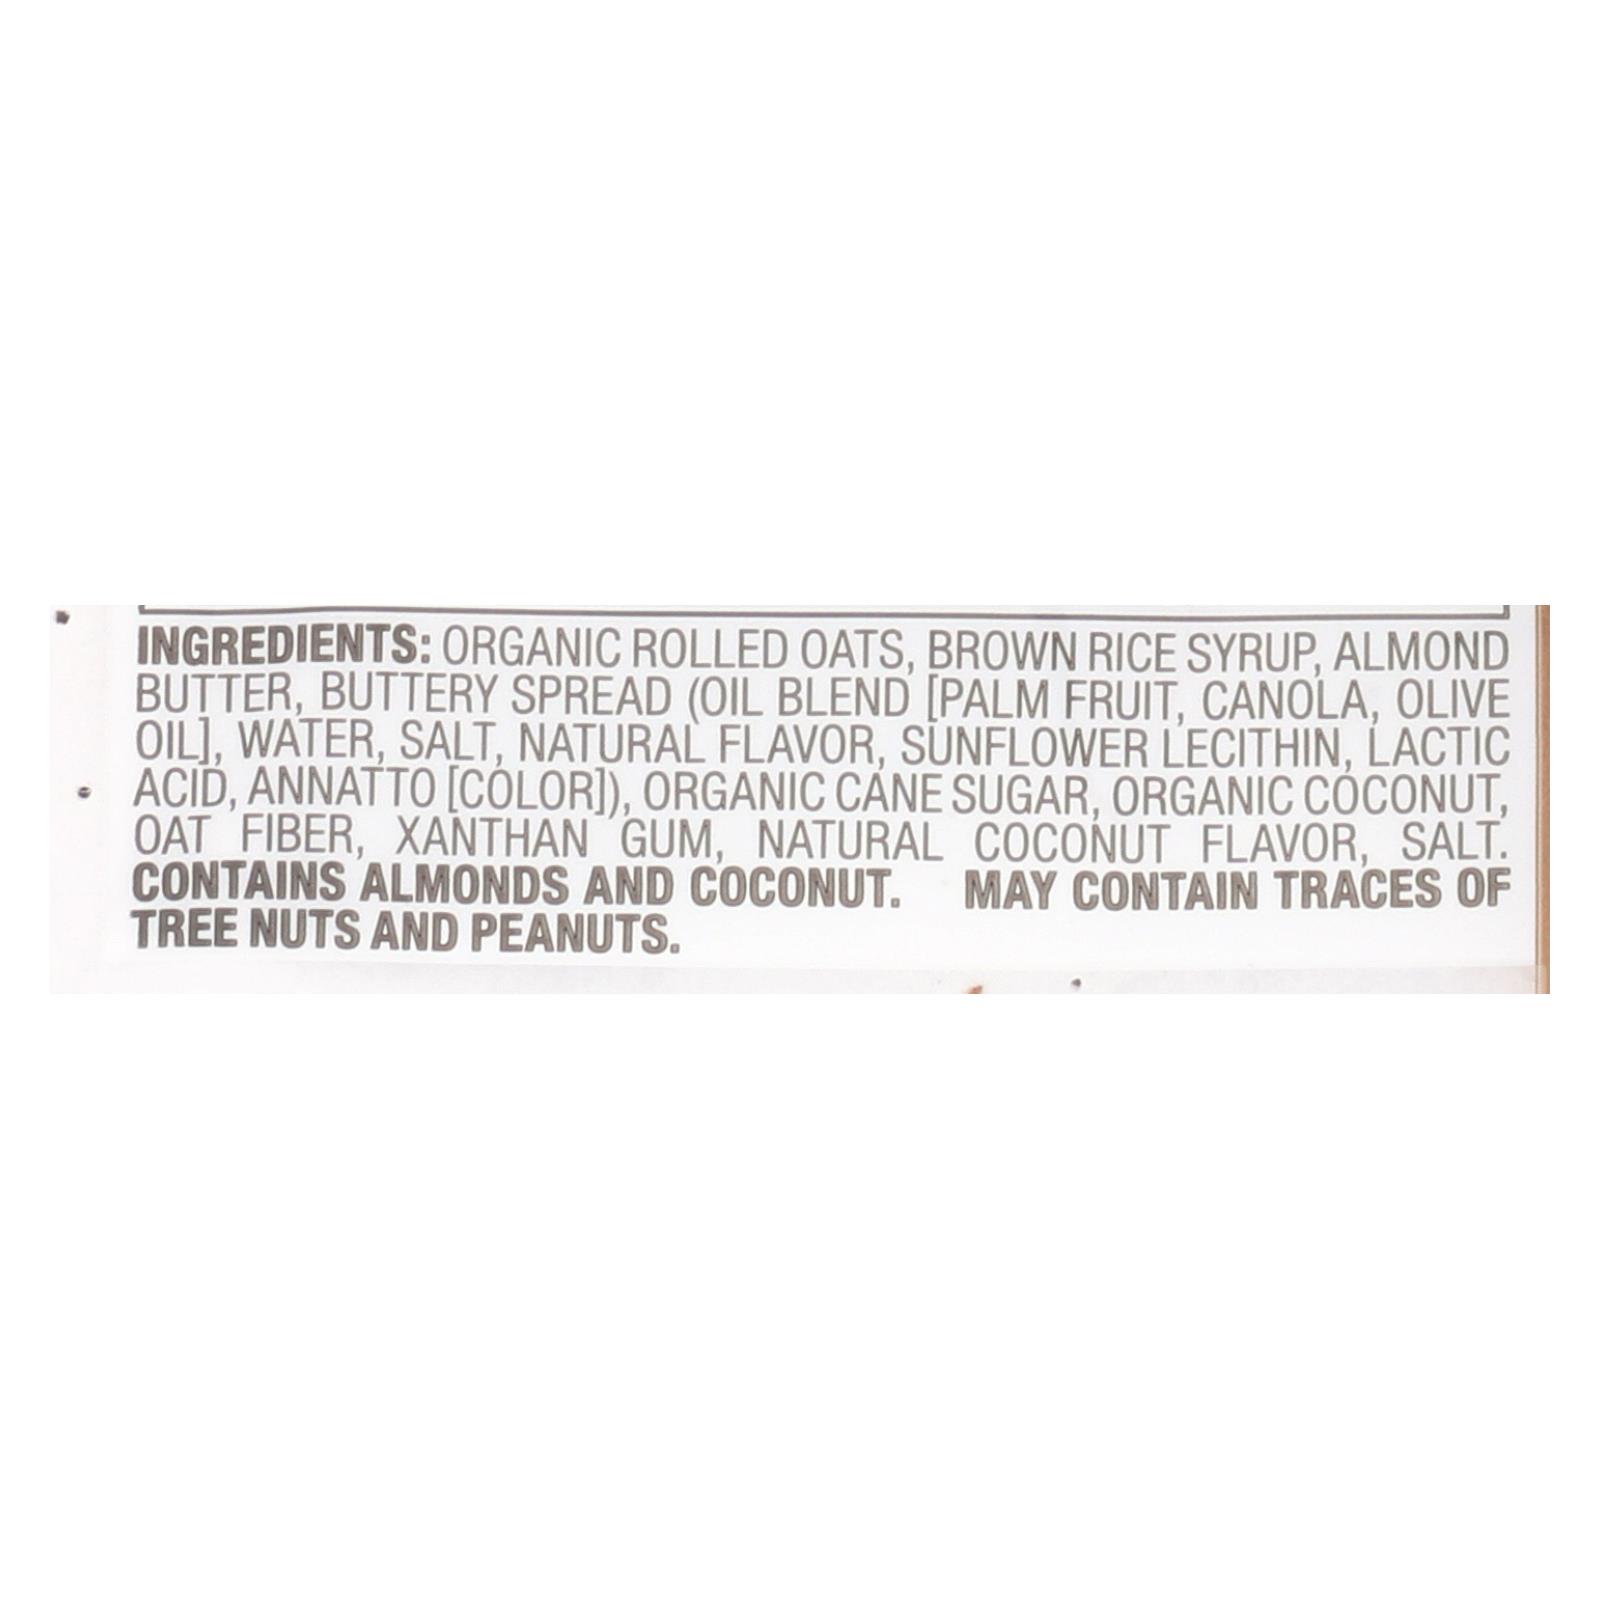 INGREDIENTS: ORGANIC ROLLED OATS, BROWN RICE SYRUP, ALMOND
BUTTER, BUTTERY SPREAD (OIL BLEND [PALM FRUIT, CANOLA, OLIVE
OIL], WATER, SALT, NATURAL FLAVOR, SUNFLOWER LECITHIN, LACTIC
ACID, ANNATTO [COLOR]), ORGANIC CANE SUGAR, ORGANIC COCONUT,
OAT FIBER, XANTHAN GUM, NATURAL COCONUT FLAVOR, SALT.
CONTAINS ALMONDS AND COCONUT. MAY CONTAIN TRACES OF
TREE NUTS AND PEANUTS.